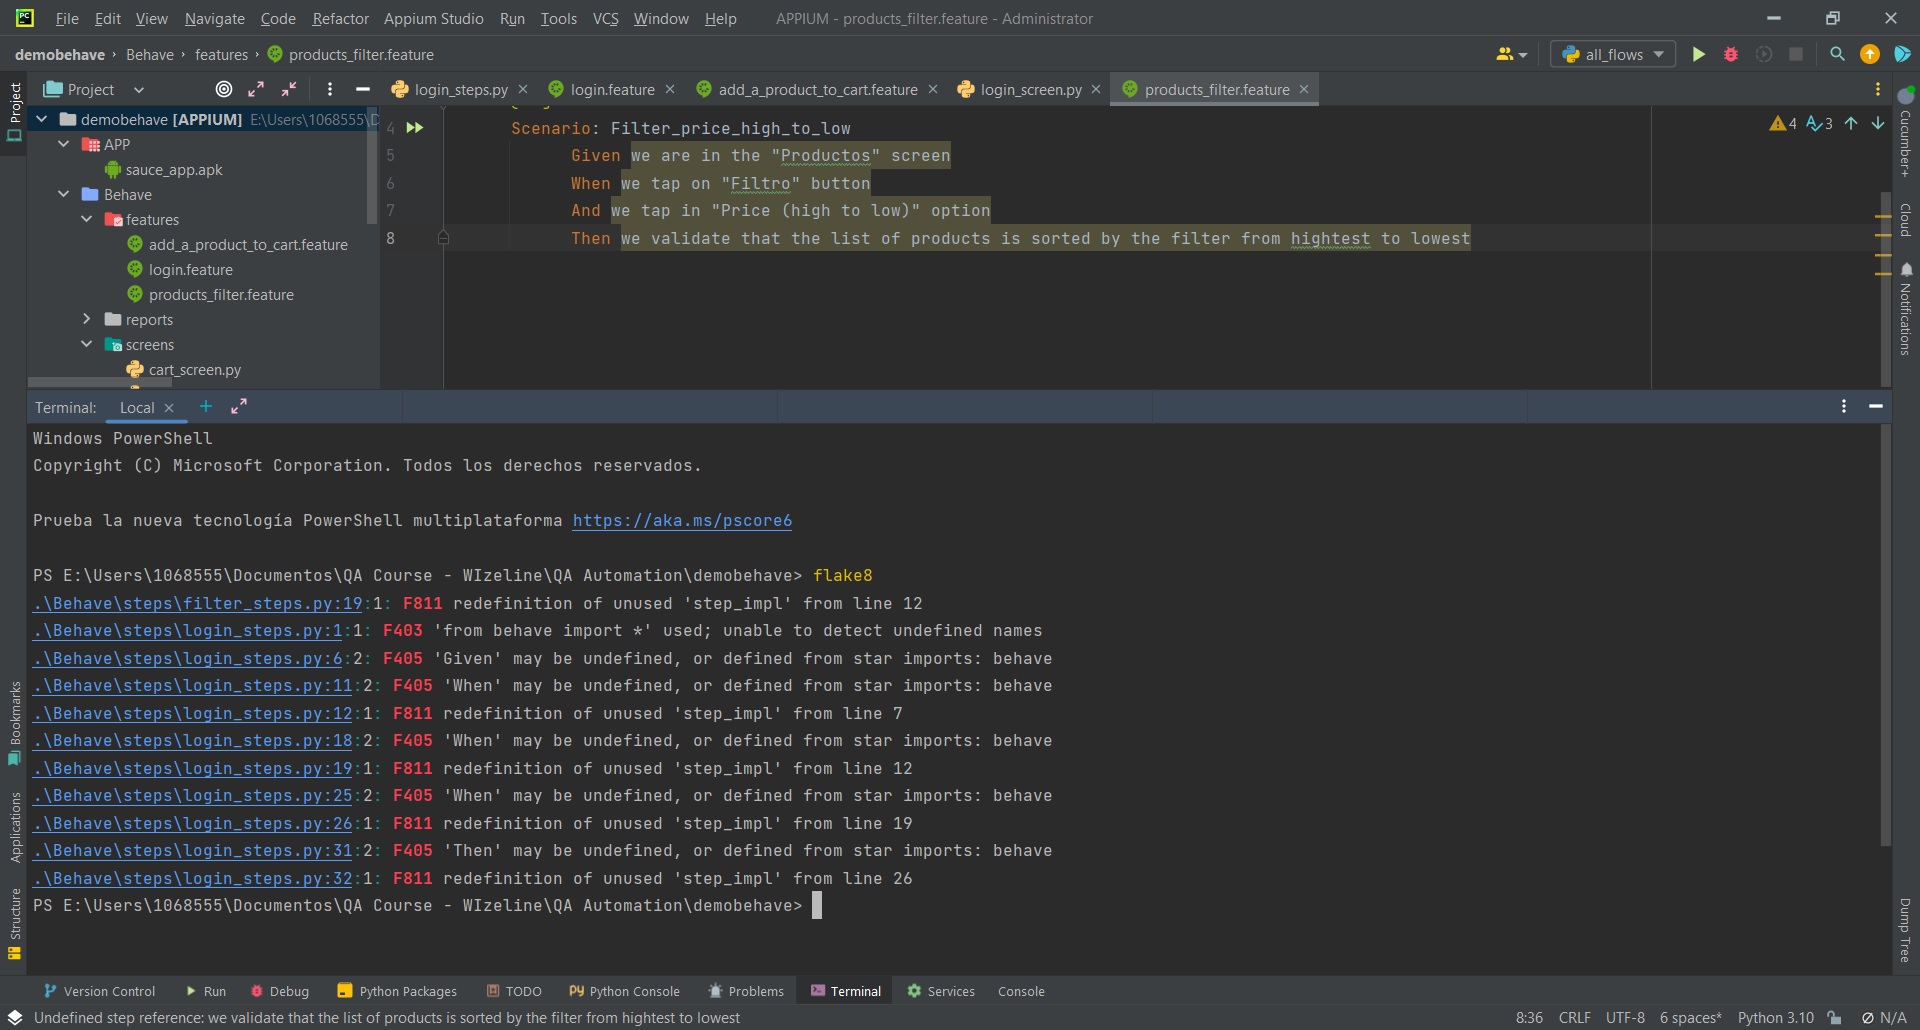 File Edit View Navigate Code Refactor Appium Studio Run Tools VCS Window Help APPIUM - products_filter.feature - Administrator
demobehave › Behave › features › products_filter.feature all_flows
Project login_steps.py login.feature add_a_product_to_cart.feature login_screen.py products_filter.feature
Project
demobehave [APPIUM] E:\Users\1068555\D
APP
sauce_app.apk
Behave
features
add_a_product_to_cart.feature
login.feature
products_filter.feature
reports
screens
cart_screen.py
4 Scenario: Filter_price_high_to_low
5 Given we are in the "Productos" screen
6 When we tap on "Filtro" button
7 And we tap in "Price (high to low)" option
8 Then we validate that the list of products is sorted by the filter from hightest to lowest
4 3
Cucumber+
Cloud
Notifications
Dump Tree
Bookmarks
Applications
Structure
Terminal: Local
Windows PowerShell
Copyright (C) Microsoft Corporation. Todos los derechos reservados.
Prueba la nueva tecnología PowerShell multiplataforma https://aka.ms/pscore6
PS E:\Users\1068555\Documentos\QA Course - WIzeline\QA Automation\demobehave> flake8
.\Behave\steps\filter_steps.py:19:1: F811 redefinition of unused 'step_impl' from line 12
.\Behave\steps\login_steps.py:1:1: F403 'from behave import *' used; unable to detect undefined names
.\Behave\steps\login_steps.py:6:2: F405 'Given' may be undefined, or defined from star imports: behave
.\Behave\steps\login_steps.py:11:2: F405 'When' may be undefined, or defined from star imports: behave
.\Behave\steps\login_steps.py:12:1: F811 redefinition of unused 'step_impl' from line 7
.\Behave\steps\login_steps.py:18:2: F405 'When' may be undefined, or defined from star imports: behave
.\Behave\steps\login_steps.py:19:1: F811 redefinition of unused 'step_impl' from line 12
.\Behave\steps\login_steps.py:25:2: F405 'When' may be undefined, or defined from star imports: behave
.\Behave\steps\login_steps.py:26:1: F811 redefinition of unused 'step_impl' from line 19
.\Behave\steps\login_steps.py:31:2: F405 'Then' may be undefined, or defined from star imports: behave
.\Behave\steps\login_steps.py:32:1: F811 redefinition of unused 'step_impl' from line 26
PS E:\Users\1068555\Documentos\QA Course - WIzeline\QA Automation\demobehave>
Version Control Run Debug Python Packages TODO Python Console Problems Terminal Services Console
Undefined step reference: we validate that the list of products is sorted by the filter from hightest to lowest 8:36 CRLF UTF-8 6 spaces* Python 3.10 N/A